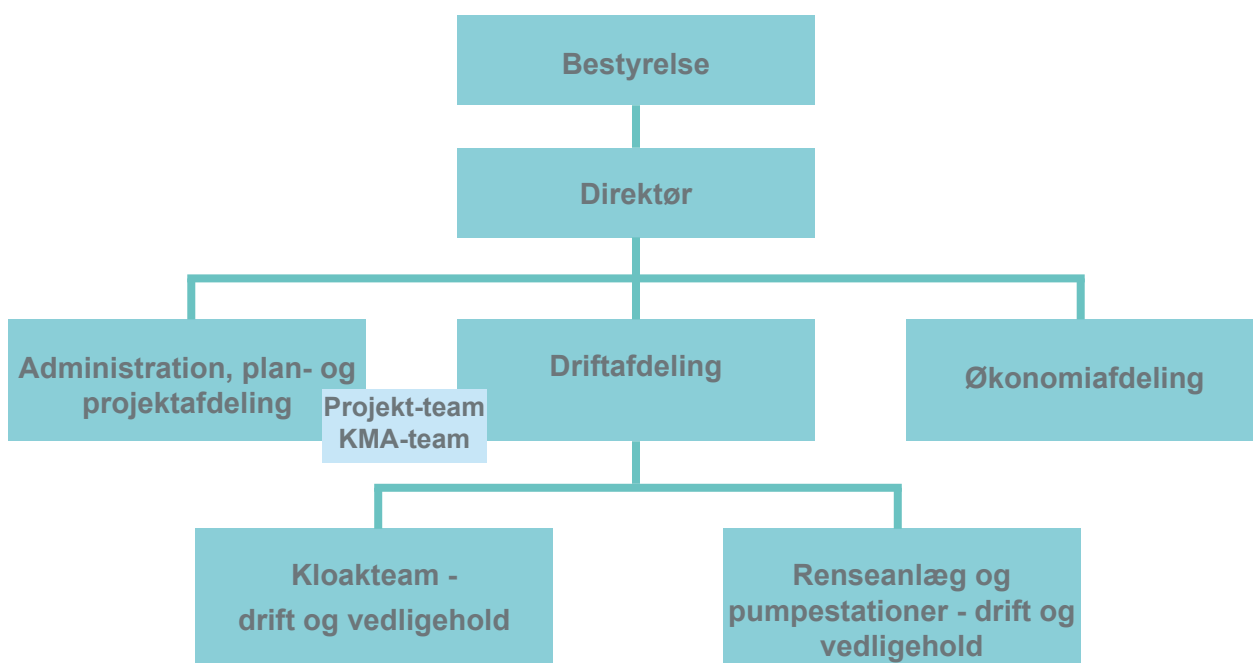 Bestyrelse
Direktør
Administration, plan- og
projektafdeling
Projekt-team
KMA-team
Driftafdeling
Økonomiafdeling
Kloakteam -
drift og vedligehold
Renseanlæg og
pumpestationer - drift og
vedligehold